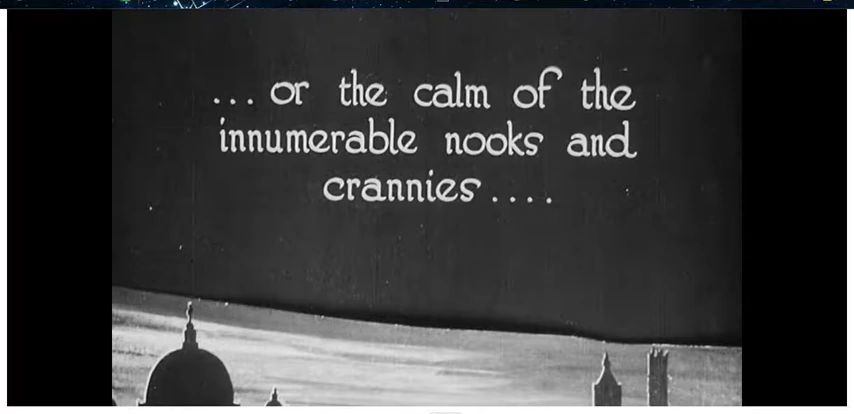 ... or the calm of the
innumerable nooks and
crannies ....